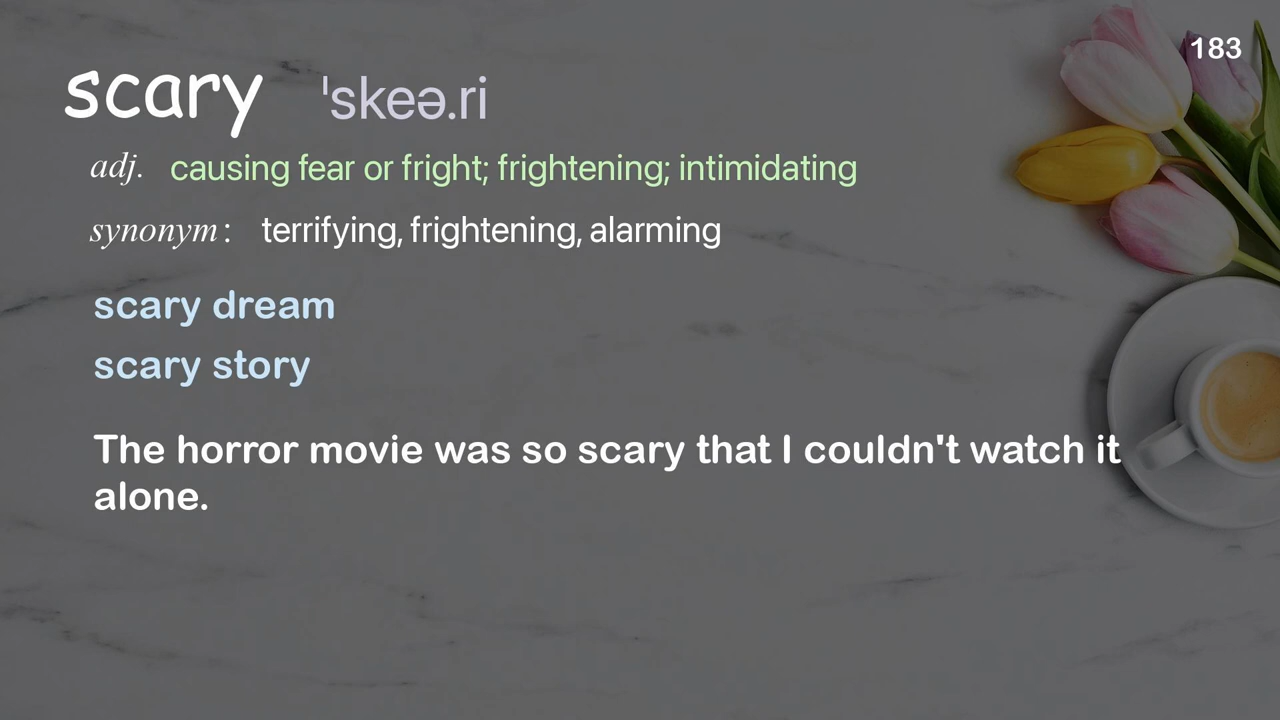 183
scary 'skeə.ri
adj. causing fear or fright; frightening; intimidating
synonym: terrifying, frightening, alarming
scary dream
scary story
The horror movie was so scary that I couldn't watch it
alone.